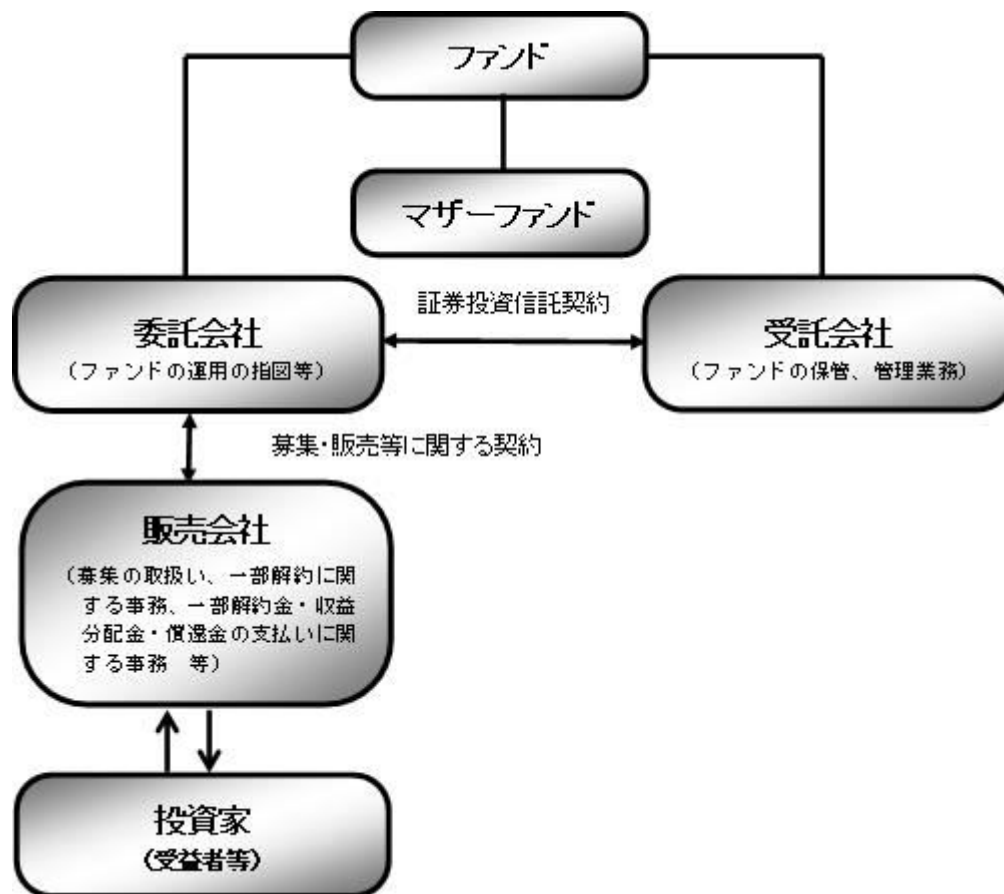 ファンド
マザーファンド
証券投資信託契約
委託会社
（ファンドの運用の指図等）
受託会社
（ファンドの保管、管理業務）
募集・販売等に関する契約
販売会社
（募集の取扱い、一部解約に関
する事務、一部解約金・収益
分配金・償還金の支払いに関
する事務　等）
投資家
（受益者等）